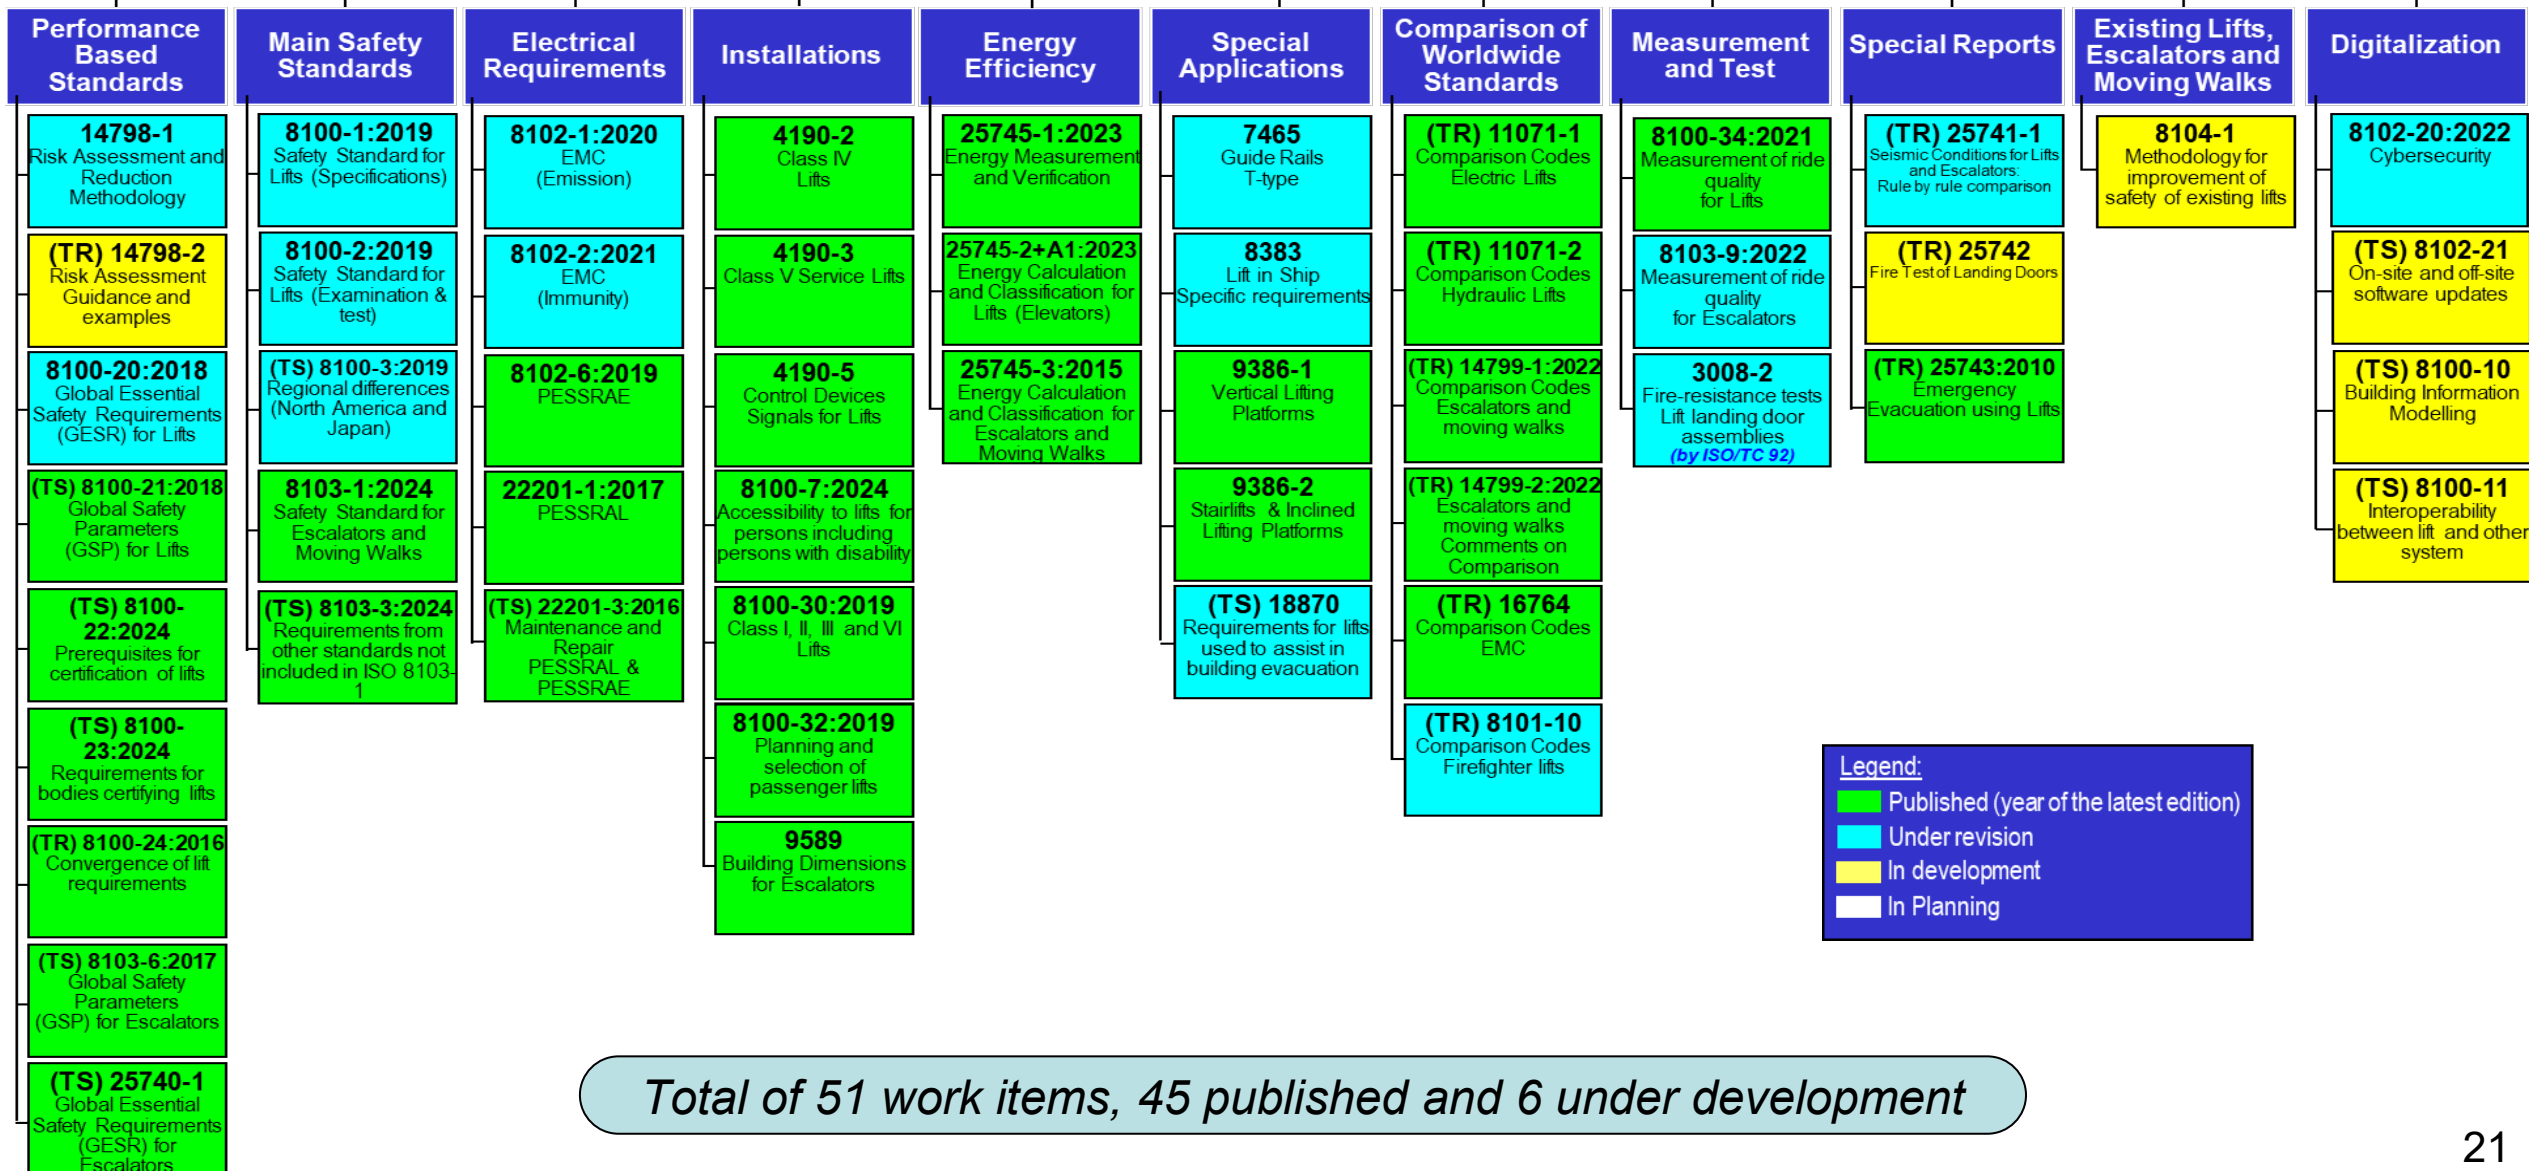 Performance
Based
Standards
14798-1
Risk Assessment and
Reduction
Methodology
(TR) 14798-2
Risk Assessment
Guidance and
examples
8100-20:2018
Global Essential
Safety Requirements
(GESR) for Lifts
(TS) 8100-21:2018
Global Safety
Parameters
(GSP) for Lifts
(TS) 8100-
22:2024
Prerequisites for
certification of lifts
(TS) 8100-
23:2024
Requirements for
bodies certifying lifts
(TR) 8100-24:2016
Convergence of lift
requirements
(TS) 8103-6:2017
Global Safety
Parameters
(GSP) for Escalators
(TS) 25740-1
Global Essential
Safety Requirements
(GESR) for
Escalators
Main Safety
Standards
8100-1:2019
Safety Standard for
Lifts (Specifications)
8100-2:2019
Safety Standard for
Lifts (Examination &
test)
(TS) 8100-3:2019
Regional differences
(North America and
Japan)
8103-1:2024
Safety Standard for
Escalators and
Moving Walks
(TS) 8103-3:2024
Requirements from
other standards not
included in ISO 8103-
1
Electrical
Requirements
8102-1:2020
EMC
(Emission)
8102-2:2021
EMC
(Immunity)
8102-6:2019
PESSRAE
22201-1:2017
PESSRAL
(TS) 22201-3:2016
Maintenance and
Repair
PESSRAL &
PESSRAE
Installations
4190-2
Class IV
Lifts
4190-3
Class V Service Lifts
4190-5
Control Devices
Signals for Lifts
8100-7:2024
Accessibility to lifts for
persons including
persons with disability
8100-30:2019
Class I, II, III and VI
Lifts
8100-32:2019
Planning and
selection of
passenger lifts
9589
Building Dimensions
for Escalators
Energy
Efficiency
25745-1:2023
Energy Measurement
and Verification
25745-2+A1:2023
Energy Calculation
and Classification for
Lifts (Elevators)
25745-3:2015
Energy Calculation
and Classification for
Escalators and
Moving Walks
Special
Applications
7465
Guide Rails
T-type
8383
Lift in Ship
Specific requirements
9386-1
Vertical Lifting
Platforms
9386-2
Stairlifts & Inclined
Lifting Platforms
(TS) 18870
Requirements for lifts
used to assist in
building evacuation
Comparison of
Worldwide
Standards
(TR) 11071-1
Comparison Codes
Electric Lifts
(TR) 11071-2
Comparison Codes
Hydraulic Lifts
(TR) 14799-1:2022
Comparison Codes
Escalators and
moving walks
(TR) 14799-2:2022
Escalators and
moving walks
Comments on
Comparison
(TR) 16764
Comparison Codes
EMC
(TR) 8101-10
Comparison Codes
Firefighter lifts
Measurement
and Test
8100-34:2021
Measurement of ride
quality
for Lifts
8103-9:2022
Measurement of ride
quality
for Escalators
3008-2
Fire-resistance tests
Lift landing door
assemblies
(by ISO/TC 92)
Special Reports
(TR) 25741-1
Seismic Conditions for Lifts
and Escalators:
Rule by rule comparison
(TR) 25742
Fire Test of Landing Doors
(TR) 25743:2010
Emergency
Evacuation using Lifts
Existing Lifts,
Escalators and
Moving Walks
8104-1
Methodology for
improvement of
safety of existing lifts
Digitalization
8102-20:2022
Cybersecurity
(TS) 8102-21
On-site and off-site
software updates
(TS) 8100-10
Building Information
Modelling
(TS) 8100-11
Interoperability
between lift and other
system
Legend:
Published (year of the latest edition)
Under revision
In development
In Planning
Total of 51 work items, 45 published and 6 under development
21